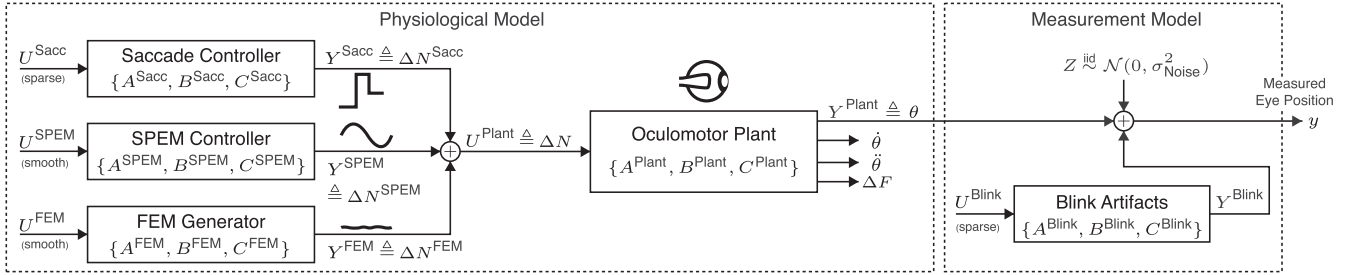 Physiological Model
U^Sacc
(sparse)
Saccade Controller
{A^Sacc, B^Sacc, C^Sacc}
Y^Sacc ≜ ΔN^Sacc
U^SPEM
(smooth)
SPEM Controller
{A^SPEM, B^SPEM, C^SPEM}
Y^SPEM
≜ ΔN^SPEM
U^FEM
(smooth)
FEM Generator
{A^FEM, B^FEM, C^FEM}
Y^FEM ≜ ΔN^FEM
+
U^Plant ≜ ΔN
Oculomotor Plant
{A^Plant, B^Plant, C^Plant}
Y^Plant ≜ θ
θ̇
θ̈
ΔF
Measurement Model
Z iid ~ N(0, σ²_Noise)
+
Measured
Eye Position
y
U^Blink
(sparse)
Blink Artifacts
{A^Blink, B^Blink, C^Blink}
Y^Blink